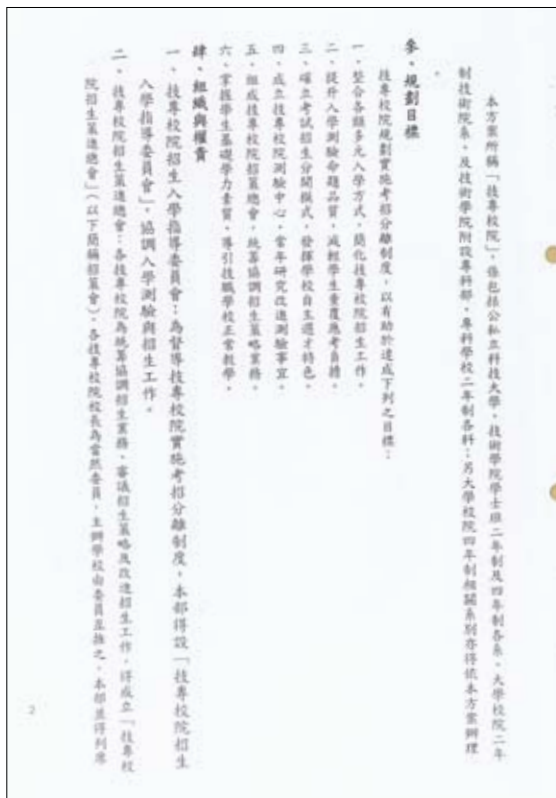 本方案所稱「技專校院」，係包括公私立科技大學、技術學院學士班二年制及四年制各系、大學校院二年
制技術院系，及技術學院附設專科部、專科學校二年制各科；另大學校院四年制相關系別亦得依本方案辦理
。
參、規劃目標
技專校院規劃實施考招分離制度，以有助於達成下列之目標：
一、整合各類多元入學方式，簡化技專校院招生工作。
二、提升入學測驗命題品質，減輕學生重覆應考負擔。
三、確立考試招生分開模式，發揮學校自主選才特色。
四、成立技專校院測驗中心，常年研究改進測驗事宜。
五、組成技專校院招策總會，統籌協調招生策略業務。
六、掌握學生基礎學力素質，導引技職學校正常教學。
肆、組織與權責
一、技專校院招生入學指導委員會：為督導技專校院實施考招分離制度，本部得設「技專校院招生
入學指導委員會」，協調入學測驗與招生工作。
二、技專校院招生策進總會：各技專校院為統籌協調招生業務、審議招生策略及改進招生工作，得成立「技專校
院招生策進總會」（以下簡稱招策會），各技專校院校長為當然委員，主辦學校由委員互推之，本部並得列席
2